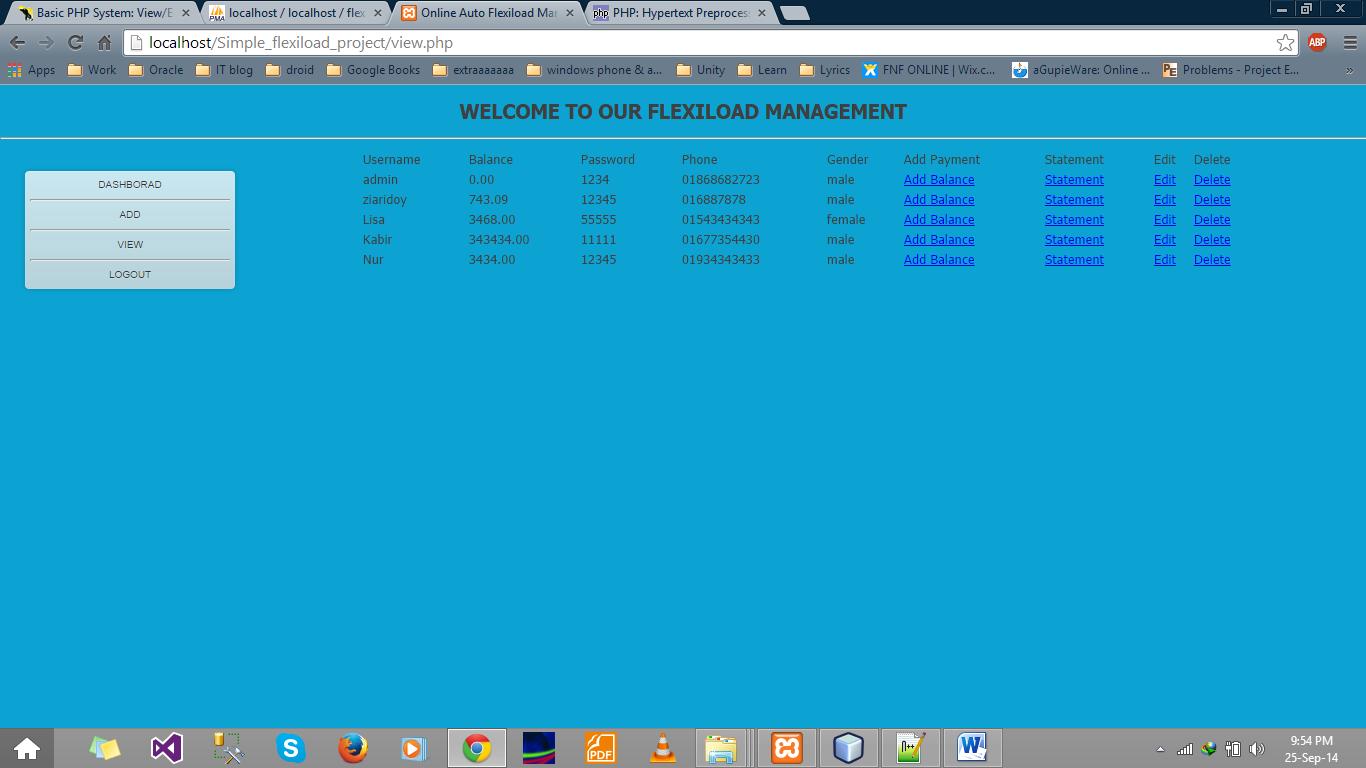 Basic PHP System: View/E
localhost / localhost / flex
Online Auto Flexiload Mar
PHP: Hypertext Preproces
localhost/Simple_flexiload_project/view.php
ABP
Apps Work Oracle IT blog droid Google Books extraaaaaaa windows phone & a... Unity Learn Lyrics FNF ONLINE | Wix.c... aGupieWare: Online ... Problems - Project E... »
WELCOME TO OUR FLEXILOAD MANAGEMENT
DASHBORAD
ADD
VIEW
LOGOUT
Username Balance Password Phone Gender Add Payment Statement Edit Delete
admin 0.00 1234 01868682723 male Add Balance Statement Edit Delete
ziaridoy 743.09 12345 016887878 male Add Balance Statement Edit Delete
Lisa 3468.00 55555 01543434343 female Add Balance Statement Edit Delete
Kabir 343434.00 11111 01677354430 male Add Balance Statement Edit Delete
Nur 3434.00 12345 01934343433 male Add Balance Statement Edit Delete
PDF
9:54 PM
25-Sep-14